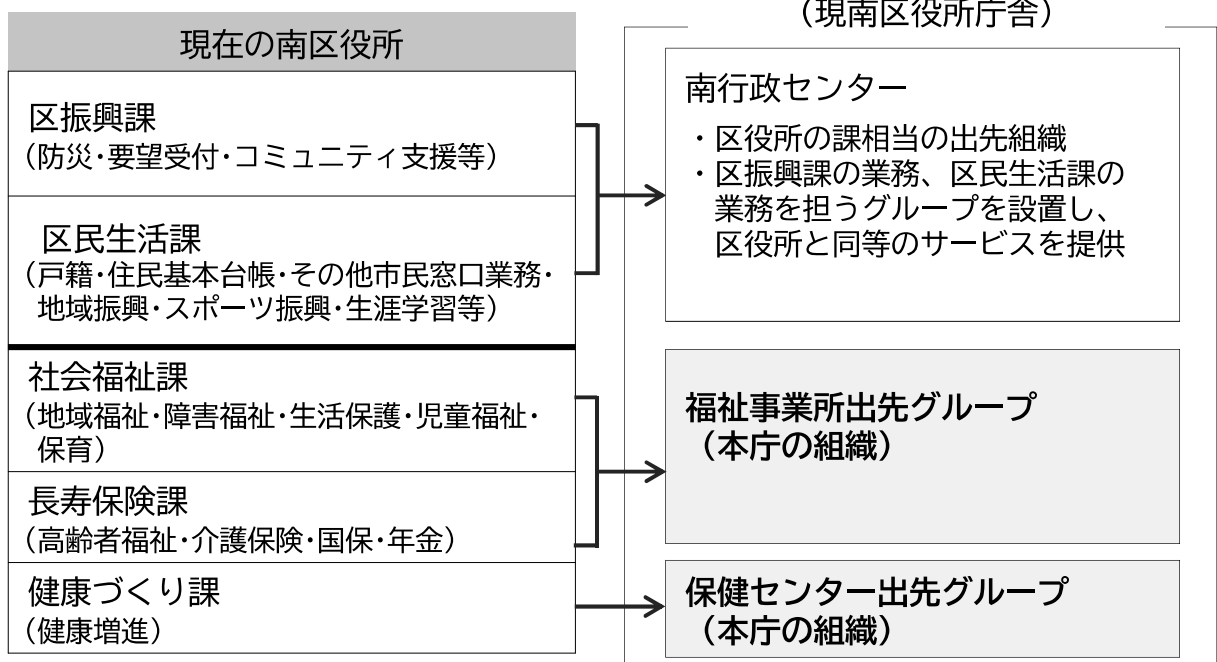 （現南区役所庁舎）
現在の南区役所
区振興課
（防災・要望受付・コミュニティ支援等）
区民生活課
（戸籍・住民基本台帳・その他市民窓口業務・
地域振興・スポーツ振興・生涯学習等）
社会福祉課
（地域福祉・障害福祉・生活保護・児童福祉・
保育）
長寿保険課
（高齢者福祉・介護保険・国保・年金）
健康づくり課
（健康増進）
南行政センター
・区役所の課相当の出先組織
・区振興課の業務、区民生活課の
業務を担うグループを設置し、
区役所と同等のサービスを提供
福祉事業所出先グループ
（本庁の組織）
保健センター出先グループ
（本庁の組織）